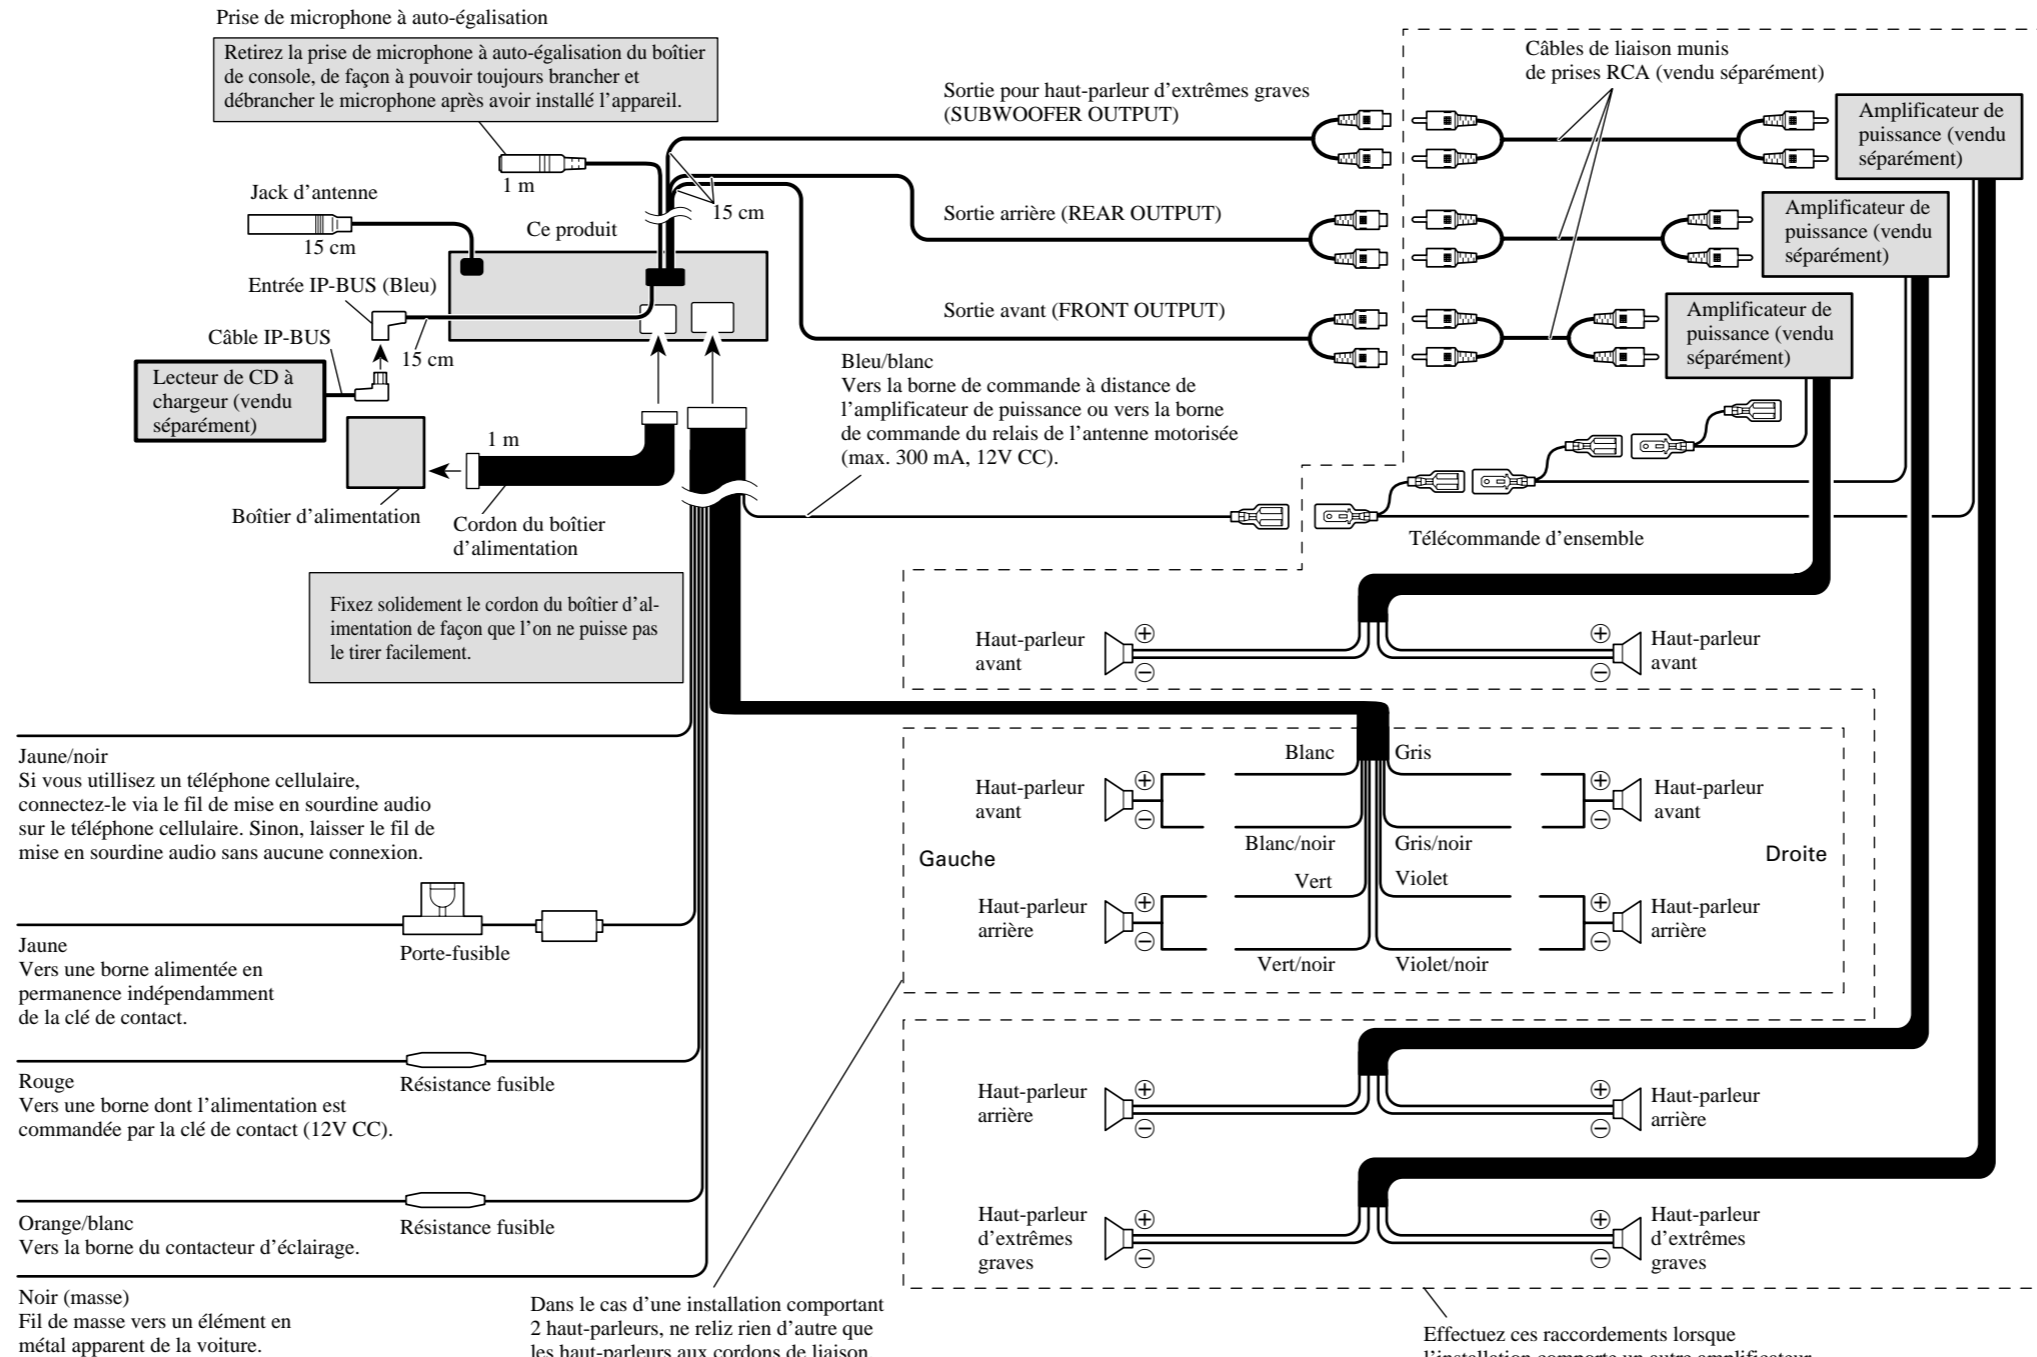 Prise de microphone à auto-égalisation
Retirez la prise de microphone à auto-égalisation du boîtier
de console, de façon à pouvoir toujours brancher et
débrancher le microphone après avoir installé l’appareil.
1 m
Jack d’antenne
15 cm
15 cm
Ce produit
Entrée IP-BUS (Bleu)
Câble IP-BUS
15 cm
Lecteur de CD à
chargeur (vendu
séparément)
1 m
Boîtier d’alimentation
Cordon du boîtier
d’alimentation
Fixez solidement le cordon du boîtier d’al-
imentation de façon que l’on ne puisse pas
le tirer facilement.
Sortie pour haut-parleur d’extrêmes graves
(SUBWOOFER OUTPUT)
Sortie arrière (REAR OUTPUT)
Sortie avant (FRONT OUTPUT)
Câbles de liaison munis
de prises RCA (vendu séparément)
Amplificateur de
puissance (vendu
séparément)
Amplificateur de
puissance (vendu
séparément)
Amplificateur de
puissance (vendu
séparément)
Bleu/blanc
Vers la borne de commande à distance de
l’amplificateur de puissance ou vers la borne
de commande du relais de l’antenne motorisée
(max. 300 mA, 12V CC).
Télécommande d’ensemble
Haut-parleur
avant
⊕
⊖
⊕
⊖
Haut-parleur
avant
Jaune/noir
Si vous utilisez un téléphone cellulaire,
connectez-le via le fil de mise en sourdine audio
sur le téléphone cellulaire. Sinon, laisser le fil de
mise en sourdine audio sans aucune connexion.
Jaune
Vers une borne alimentée en
permanence indépendamment
de la clé de contact.
Porte-fusible
Rouge
Vers une borne dont l’alimentation est
commandée par la clé de contact (12V CC).
Résistance fusible
Orange/blanc
Vers la borne du contacteur d’éclairage.
Résistance fusible
Noir (masse)
Fil de masse vers un élément en
métal apparent de la voiture.
Gauche
Droite
Haut-parleur
avant
⊕
⊖
Blanc
Gris
Blanc/noir
Gris/noir
⊕
⊖
Haut-parleur
avant
Haut-parleur
arrière
⊕
⊖
Vert
Violet
Vert/noir
Violet/noir
⊕
⊖
Haut-parleur
arrière
Haut-parleur
arrière
⊕
⊖
⊕
⊖
Haut-parleur
arrière
Haut-parleur
d’extrêmes
graves
⊕
⊖
⊕
⊖
Haut-parleur
d’extrêmes
graves
Dans le cas d’une installation comportant
2 haut-parleurs, ne reliz rien d’autre que
les haut-parleurs aux cordons de liaison
Effectuez ces raccordements lorsque
l’installation comporte un autre amplificateur